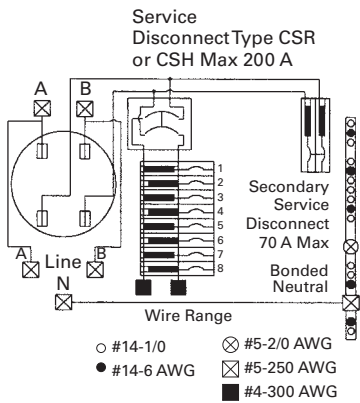 Service
Disconnect Type CSR
or CSH Max 200 A
A
B
1
2
3
4
5
6
7
8
Secondary
Service
Disconnect
70 A Max
A
Line
B
N
Bonded
Neutral
Wire Range
#14-1/0
#5-2/0 AWG
#14-6 AWG
#5-250 AWG
#4-300 AWG